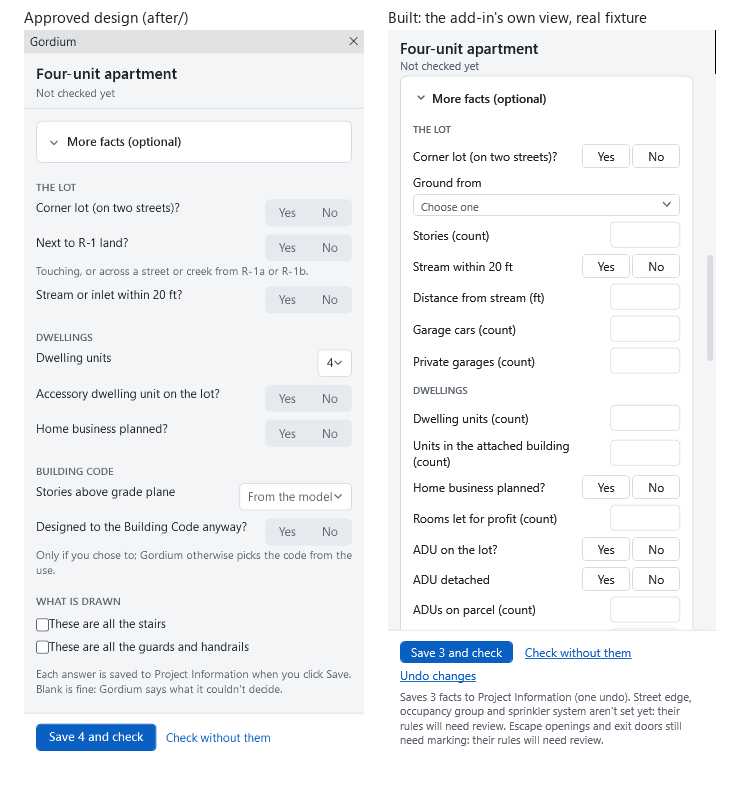 Approved design (after/)
Gordium
Four-unit apartment
Not checked yet
More facts (optional)
THE LOT
Corner lot (on two streets)?
Yes No
Next to R-1 land?
Yes No
Touching, or across a street or creek from R-1a or R-1b.
Stream or inlet within 20 ft?
Yes No
DWELLINGS
Dwelling units
4
Accessory dwelling unit on the lot?
Yes No
Home business planned?
Yes No
BUILDING CODE
Stories above grade plane
From the model
Designed to the Building Code anyway?
Yes No
Only if you chose to; Gordium otherwise picks the code from the
use.
WHAT IS DRAWN
These are all the stairs
These are all the guards and handrails
Each answer is saved to Project Information when you click Save.
Blank is fine: Gordium says what it couldn't decide.
Save 4 and check
Check without them
Built: the add-in's own view, real fixture
Four-unit apartment
Not checked yet
More facts (optional)
THE LOT
Corner lot (on two streets)?
Yes No
Ground from
Choose one
Stories (count)
Stream within 20 ft
Yes No
Distance from stream (ft)
Garage cars (count)
Private garages (count)
DWELLINGS
Dwelling units (count)
Units in the attached building
(count)
Home business planned?
Yes No
Rooms let for profit (count)
ADU on the lot?
Yes No
ADU detached
Yes No
ADUs on parcel (count)
Save 3 and check
Check without them
Undo changes
Saves 3 facts to Project Information (one undo). Street edge,
occupancy group and sprinkler system aren't set yet: their
rules will need review. Escape openings and exit doors still
need marking: their rules will need review.